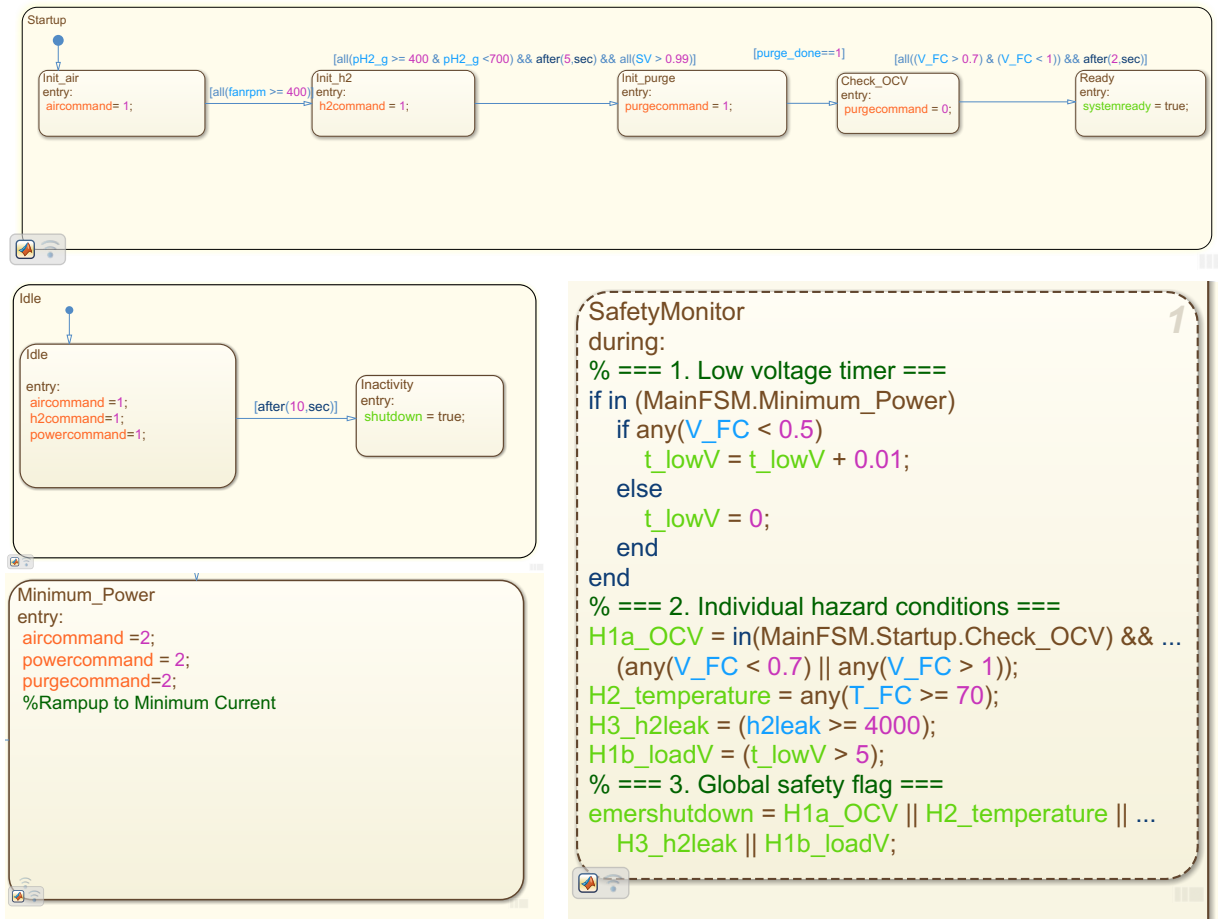 Startup
[all(pH2_g >= 400 & pH2_g <700) && after(5,sec) && all(SV > 0.99)]
[purge_done==1]
[all((V_FC > 0.7) & (V_FC < 1)) && after(2,sec)]
Init_air
entry:
aircommand= 1;
[all(fanrpm >= 400)]
Init_h2
entry:
h2command = 1;
Init_purge
entry:
purgecommand = 1;
Check_OCV
entry:
purgecommand = 0;
Ready
entry:
systemready = true;
Idle
Idle
entry:
aircommand =1;
h2command=1;
powercommand=1;
[after(10,sec)]
Inactivity
entry:
shutdown = true;
Minimum_Power
entry:
aircommand =2;
powercommand = 2;
purgecommand=2;
%Rampup to Minimum Current
SafetyMonitor
1
during:
% === 1. Low voltage timer ===
if in (MainFSM.Minimum_Power)
if any(V_FC < 0.5)
t_lowV = t_lowV + 0.01;
else
t_lowV = 0;
end
end
% === 2. Individual hazard conditions ===
H1a_OCV = in(MainFSM.Startup.Check_OCV) && ...
(any(V_FC < 0.7) || any(V_FC > 1));
H2_temperature = any(T_FC >= 70);
H3_h2leak = (h2leak >= 4000);
H1b_loadV = (t_lowV > 5);
% === 3. Global safety flag ===
emershutdown = H1a_OCV || H2_temperature || ...
H3_h2leak || H1b_loadV;